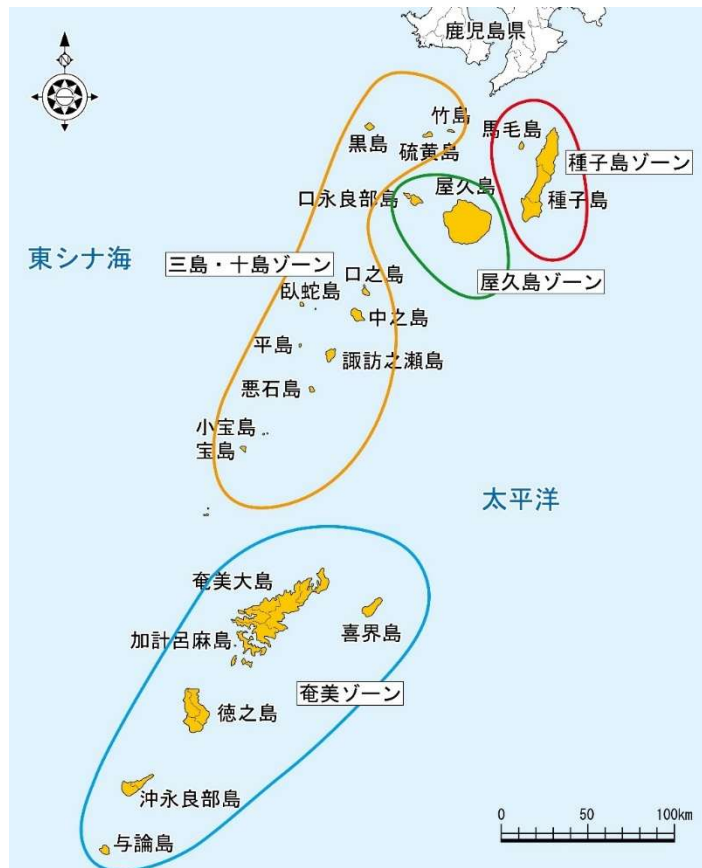 鹿児島県
N
竹島
馬毛島
黒島
硫黄島
種子島ゾーン
屋久島
口永良部島
種子島
東シナ海
三島・十島ゾーン
口之島
屋久島ゾーン
臥蛇島
中之島
平島
諏訪之瀬島
悪石島
小宝島
宝島
太平洋
奄美大島
喜界島
加計呂麻島
奄美ゾーン
徳之島
沖永良部島
与論島
0 50 100km